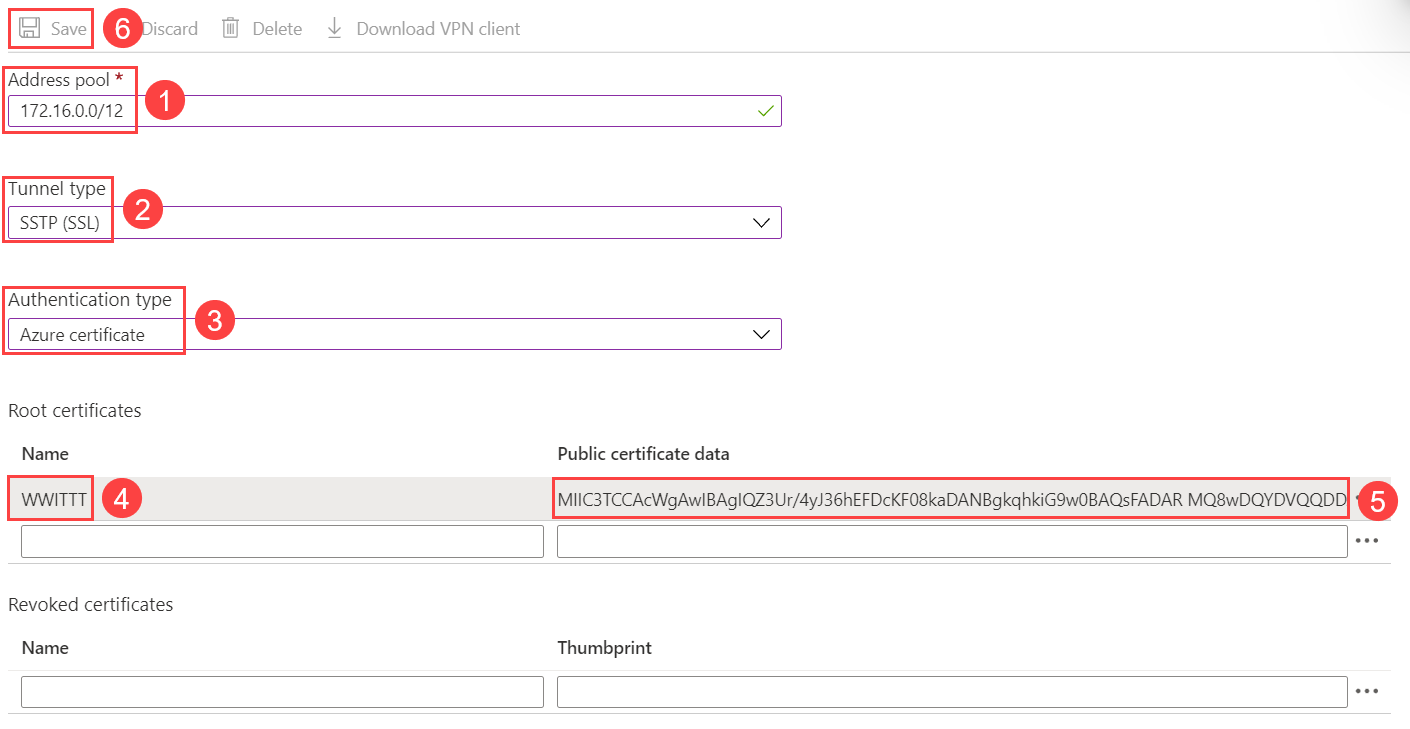 Save 6 Discard Delete Download VPN client
Address pool *
172.16.0.0/12 1
Tunnel type
SSTP (SSL) 2
Authentication type
Azure certificate 3
Root certificates
Name Public certificate data
WWITTT 4 MIIC3TCCAcWgAwIBAgIQZ3Ur/4yJ36hEFDcKF08kaDANBgkqhkiG9w0BAQsFADAR MQ8wDQYDVQQDD 5
Revoked certificates
Name Thumbprint